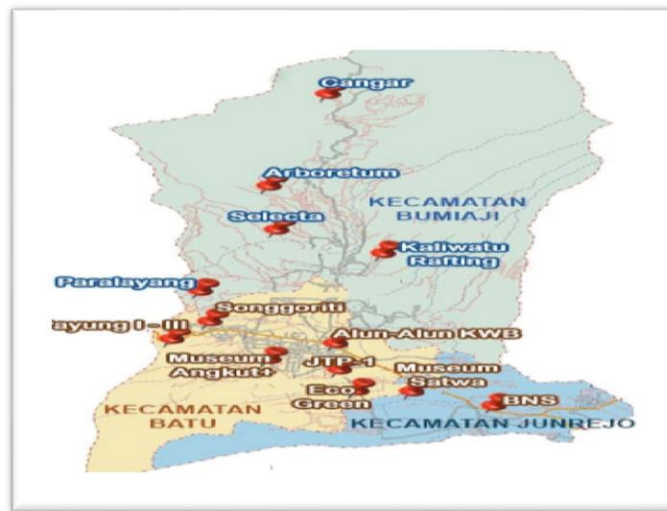 Cangar
Arboretum
Selecta
KECAMATAN
BUMIAJI
Kaliwatu
Rafting
Paralayang
Songgoriti
ayung I - III
Alun-Alun KWB
Museum
Angkut+
JTP-1
Museum
Satwa
Eco
Green
BNS
KECAMATAN
BATU
KECAMATAN JUNREJO